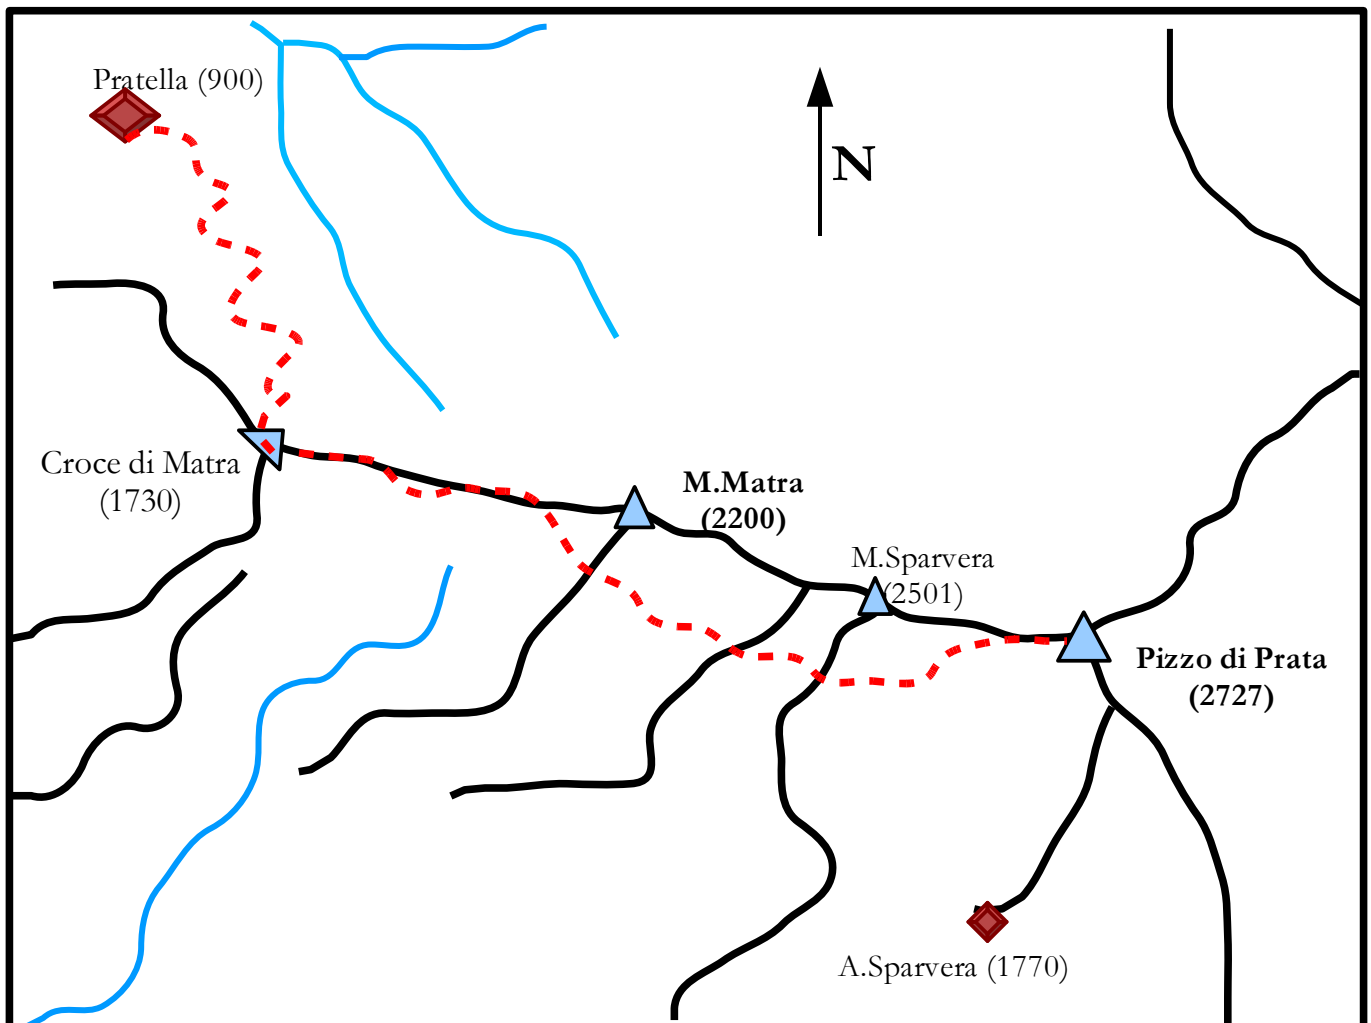 Pratella (900)
N
Croce di Matra
(1730)
M.Matra
(2200)
M.Sparvera
(2501)
Pizzo di Prata
(2727)
A.Sparvera (1770)